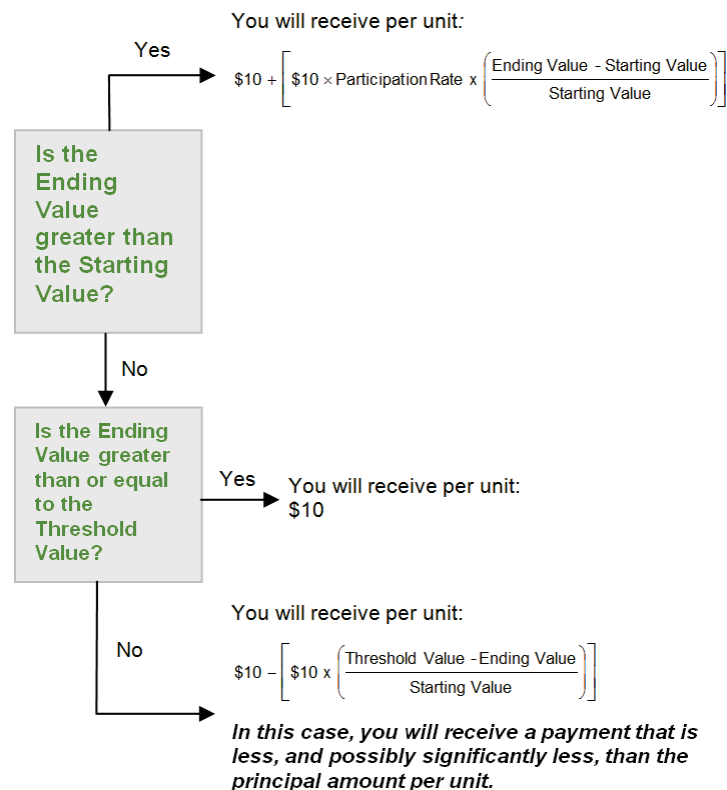 You will receive per unit:
Yes
$10 + [ $10 × Participation Rate x ( Ending Value - Starting Value / Starting Value ) ]
Is the
Ending
Value
greater than
the Starting
Value?
No
Is the Ending
Value greater
than or equal
to the
Threshold
Value?
Yes
You will receive per unit:
$10
You will receive per unit:
No
$10 – [ $10 x ( Threshold Value - Ending Value / Starting Value ) ]
In this case, you will receive a payment that is
less, and possibly significantly less, than the
principal amount per unit.